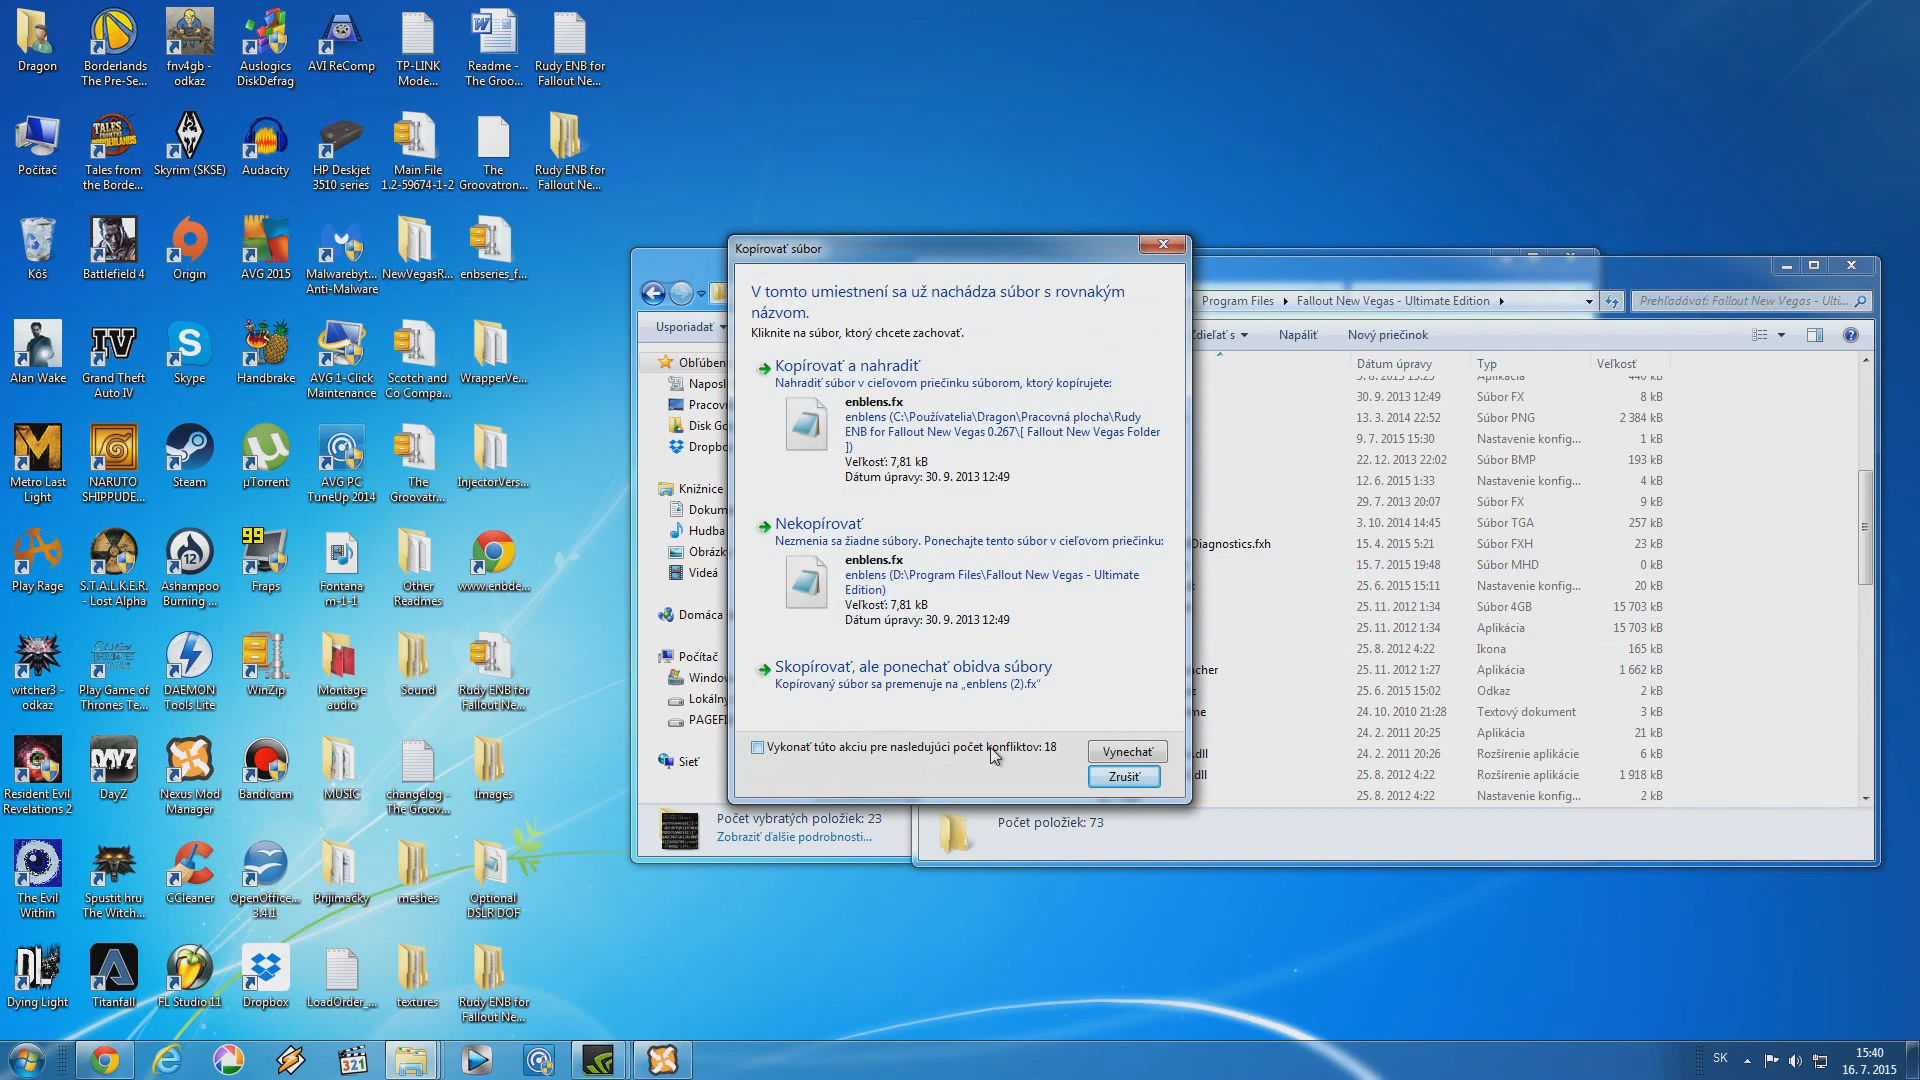 Dragon
Borderlands
The Pre-Se...
fnv4gb -
odkaz
Auslogics
DiskDefrag
AVI ReComp
TP-LINK
Mode...
Readme -
The Groo...
Rudy ENB for
Fallout Ne...
Počítač
Tales from
the Borde...
Skyrim (SKSE)
Audacity
HP Deskjet
3510 series
Main File
1.2-59674-1-2
The
Groovatron...
Rudy ENB for
Fallout Ne...
Kôš
Battlefield 4
Origin
AVG 2015
Malwarebyt...
Anti-Malware
NewVegasR...
enbseries_f...
Alan Wake
Grand Theft
Auto IV
Skype
Handbrake
AVG 1-Click
Maintenance
Scotch and
Co Compa...
WrapperVe...
Metro Last
Light
NARUTO
SHIPPUDE...
Steam
µTorrent
AVG PC
TuneUp 2014
The
Groovatr...
InjectorVers...
Play Rage
S.T.A.L.K.E.R.
- Lost Alpha
Ashampoo
Burning ...
99
Fraps
Fontana
m-1-1
Other
Readmes
www.enbde...
witcher3 -
odkaz
Play Game of
Thrones Te...
DAEMON
Tools Lite
WinZip
Montage
audio
Sound
Rudy ENB for
Fallout Ne...
Resident Evil
Revelations 2
DayZ
Nexus Mod
Manager
Bandicam
MUSIC
changelog -
The Groov...
Images
The Evil
Within
Spustit hru
The Witch...
CCleaner
OpenOffice...
3.4.1
Prijímacky
meshes
Optional
DSLR DOF
Dying Light
Titanfall
FL Studio 11
Dropbox
LoadOrder_...
textures
Rudy ENB for
Fallout Ne...
Kopírovať súbor
V tomto umiestnení sa už nachádza súbor s rovnakým
názvom.
Kliknite na súbor, ktorý chcete zachovať.
Kopírovať a nahradiť
Nahradiť súbor v cieľovom priečinku súborom, ktorý kopírujete:
enblens.fx
enblens (C:\Používatelia\Dragon\Pracovná plocha\Rudy
ENB for Fallout New Vegas 0.267\[ Fallout New Vegas Folder
])
Veľkosť: 7,81 kB
Dátum úpravy: 30. 9. 2013 12:49
Nekopírovať
Nezmenia sa žiadne súbory. Ponechajte tento súbor v cieľovom priečinku:
enblens.fx
enblens (D:\Program Files\Fallout New Vegas - Ultimate
Edition)
Veľkosť: 7,81 kB
Dátum úpravy: 30. 9. 2013 12:49
Skopírovať, ale ponechať obidva súbory
Kopírovaný súbor sa premenuje na „enblens (2).fx“
Vykonať túto akciu pre nasledujúci počet konfliktov: 18
Vynechať
Zrušiť
Usporiadať
Obľúben
Naposl
Pracov
Disk Go
Dropbo
Knižnice
Dokum
Hudba
Obrázk
Videá
Domáca
Počítač
Window
Lokálny
PAGEFI
Sieť
Počet vybratých položiek: 23
Zobraziť ďalšie podrobnosti...
Program Files
Fallout New Vegas - Ultimate Edition
Prehľadávať: Fallout New Vegas - Ulti...
Zdieľať s
Napáliť
Nový priečinok
Dátum úpravy Typ Veľkosť
Aplikácia 440 kB
30. 9. 2013 12:49 Súbor FX 8 kB
13. 3. 2014 22:52 Súbor PNG 2 384 kB
9. 7. 2015 15:30 Nastavenie konfig... 1 kB
22. 12. 2013 22:02 Súbor BMP 193 kB
12. 6. 2015 1:33 Nastavenie konfig... 4 kB
29. 7. 2013 20:07 Súbor FX 9 kB
3. 10. 2014 14:45 Súbor TGA 257 kB
Diagnostics.fxh 15. 4. 2015 5:21 Súbor FXH 23 kB
15. 7. 2015 19:48 Súbor MHD 0 kB
25. 6. 2015 15:11 Nastavenie konfig... 20 kB
25. 11. 2012 1:34 Súbor 4GB 15 703 kB
25. 11. 2012 1:34 Aplikácia 15 703 kB
25. 8. 2012 4:22 Ikona 165 kB
cher 25. 11. 2012 1:27 Aplikácia 1 662 kB
z 25. 6. 2015 15:02 Odkaz 2 kB
me 24. 10. 2010 21:28 Textový dokument 3 kB
24. 2. 2011 20:25 Aplikácia 21 kB
.dll 24. 2. 2011 20:26 Rozšírenie aplikácie 6 kB
dll 25. 8. 2012 4:22 Rozšírenie aplikácie 1 918 kB
25. 8. 2012 4:22 Nastavenie konfig... 2 kB
Počet položiek: 73
321
SK
15:40
16. 7. 2015